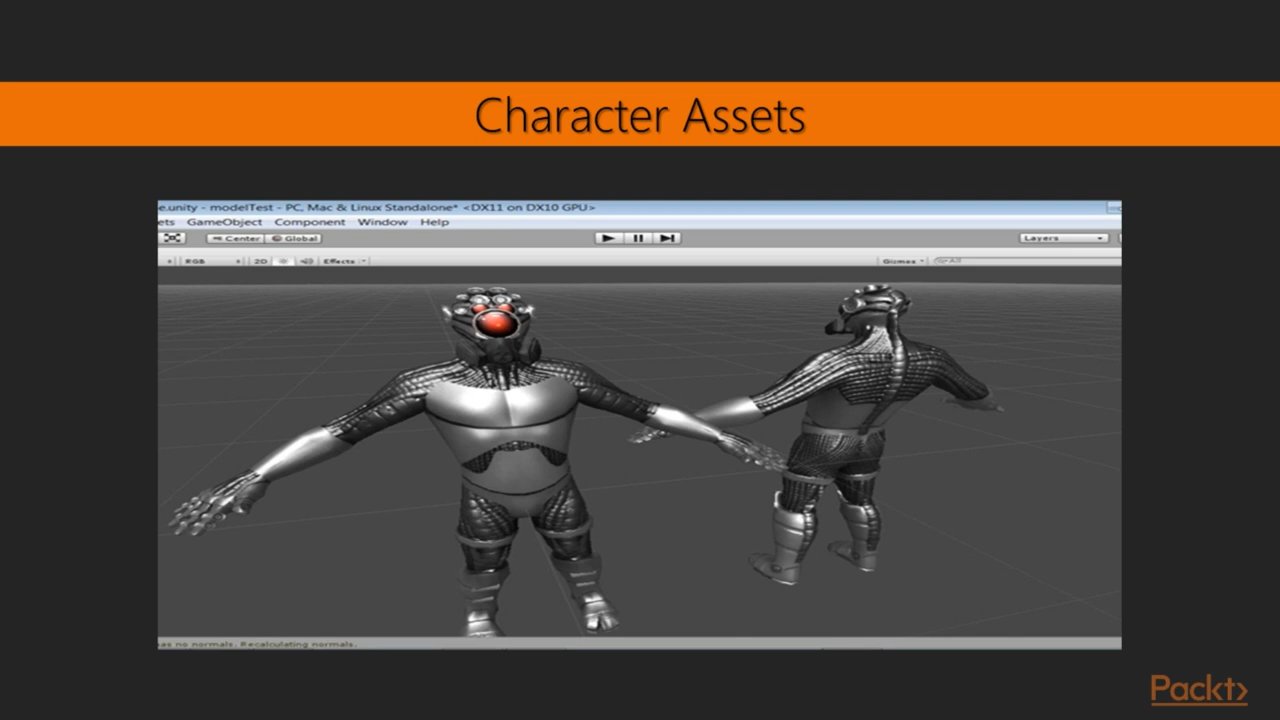 Character Assets
e.unity - modelTest - PC, Mac & Linux Standalone* <DX11 on DX10 GPU>
ets GameObject Component Window Help
Center Global Layers
RGB 2D Effects Gizmos All
as no normals. Recalculating normals.
Packt>